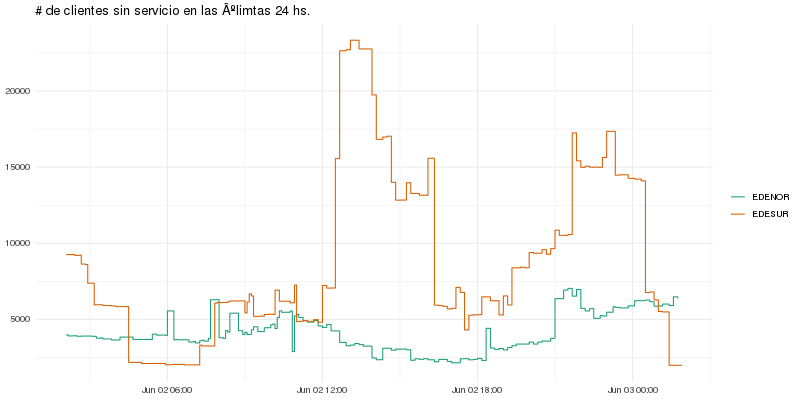 # de clientes sin servicio en las Ãºlimtas 24 hs.
20000
15000
10000
5000
Jun 02 06:00
Jun 02 12:00
Jun 02 18:00
Jun 03 00:00
EDENOR
EDESUR